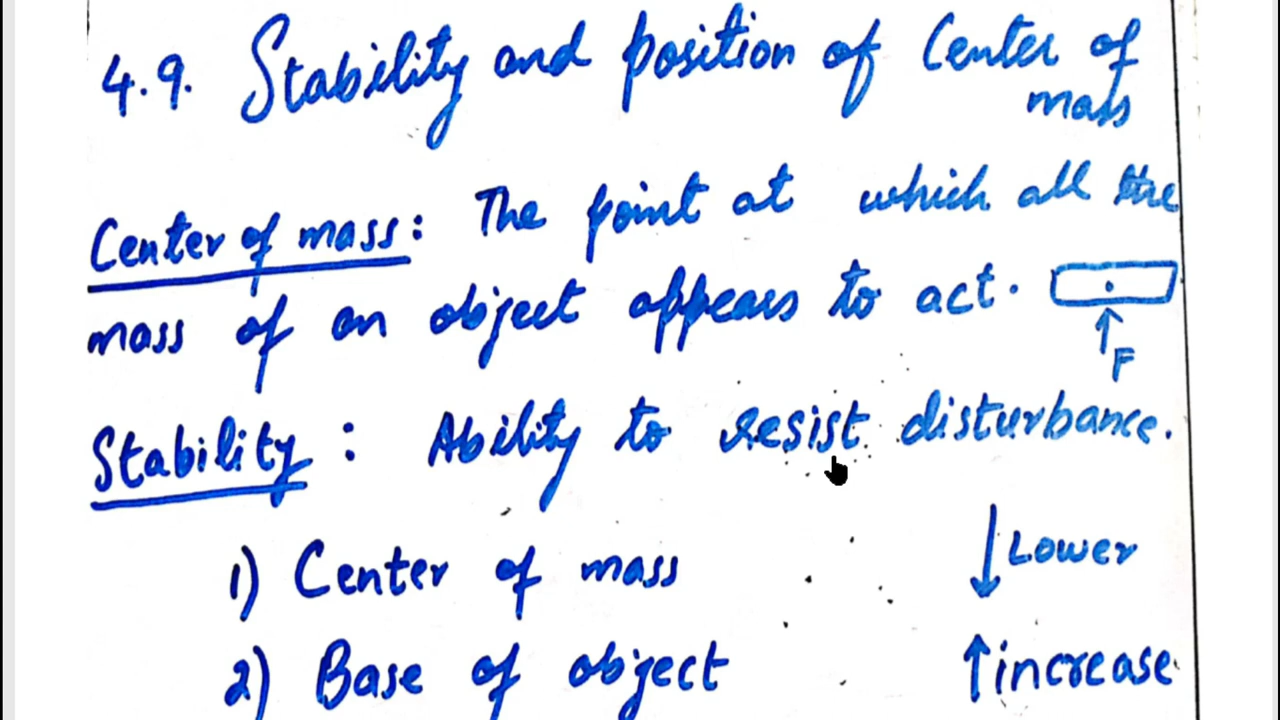 4.9. Stability and position of Center of
mass
Center of mass: The point at which all the
mass of an object appears to act.
F
Stability: Ability to resist disturbance.
1) Center of mass ↓ Lower
2) Base of object ↑ increase